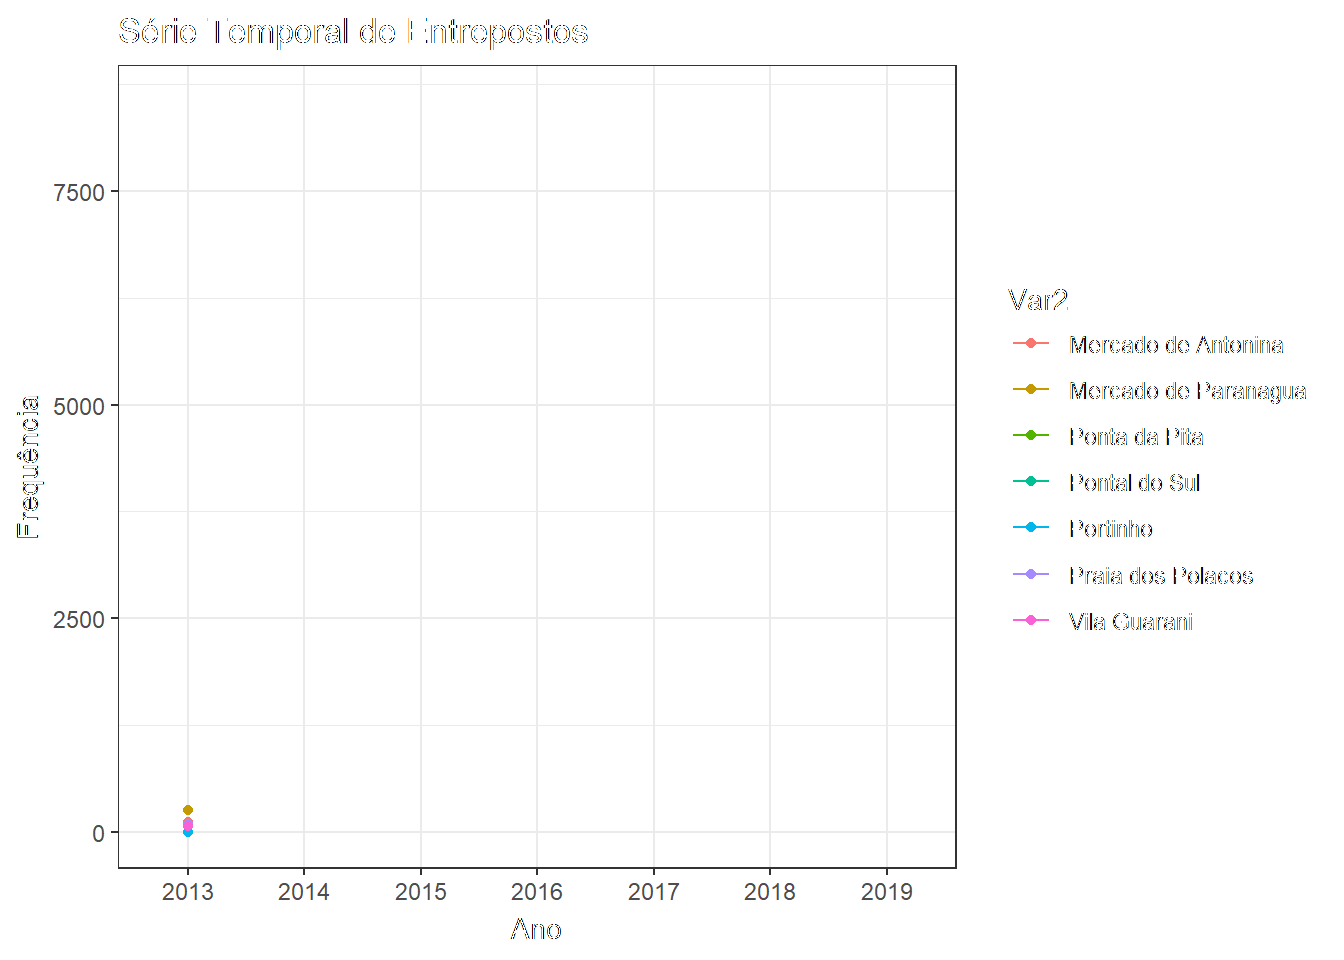 Série Temporal de Entrepostos
Frequência
7500
5000
2500
0
2013 2014 2015 2016 2017 2018 2019
Ano
Var2
Mercado de Antonina
Mercado de Paranagua
Ponta da Pita
Pontal do Sul
Portinho
Praia dos Polacos
Vila Guarani